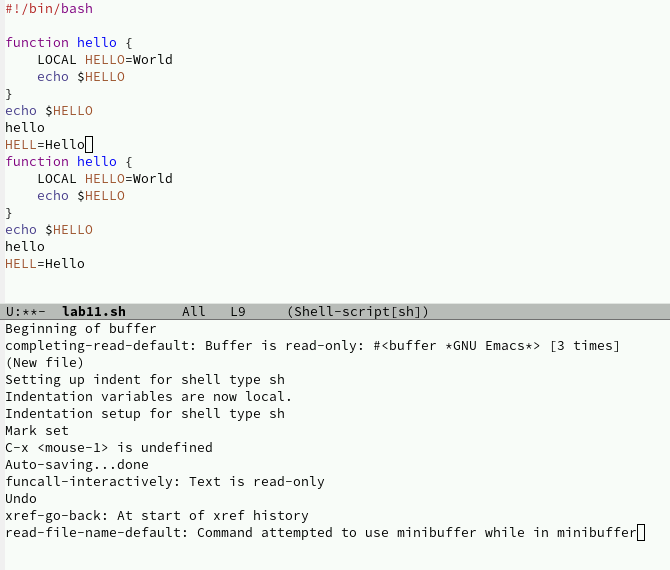 #!/bin/bash
function hello {
    LOCAL HELLO=World
    echo $HELLO
}
echo $HELLO
hello
HELL=Hello
function hello {
    LOCAL HELLO=World
    echo $HELLO
}
echo $HELLO
hello
HELL=Hello
U:**-  lab11.sh       All   L9     (Shell-script[sh])
Beginning of buffer
completing-read-default: Buffer is read-only: #<buffer *GNU Emacs*> [3 times]
(New file)
Setting up indent for shell type sh
Indentation variables are now local.
Indentation setup for shell type sh
Mark set
C-x <mouse-1> is undefined
Auto-saving...done
funcall-interactively: Text is read-only
Undo
xref-go-back: At start of xref history
read-file-name-default: Command attempted to use minibuffer while in minibuffer